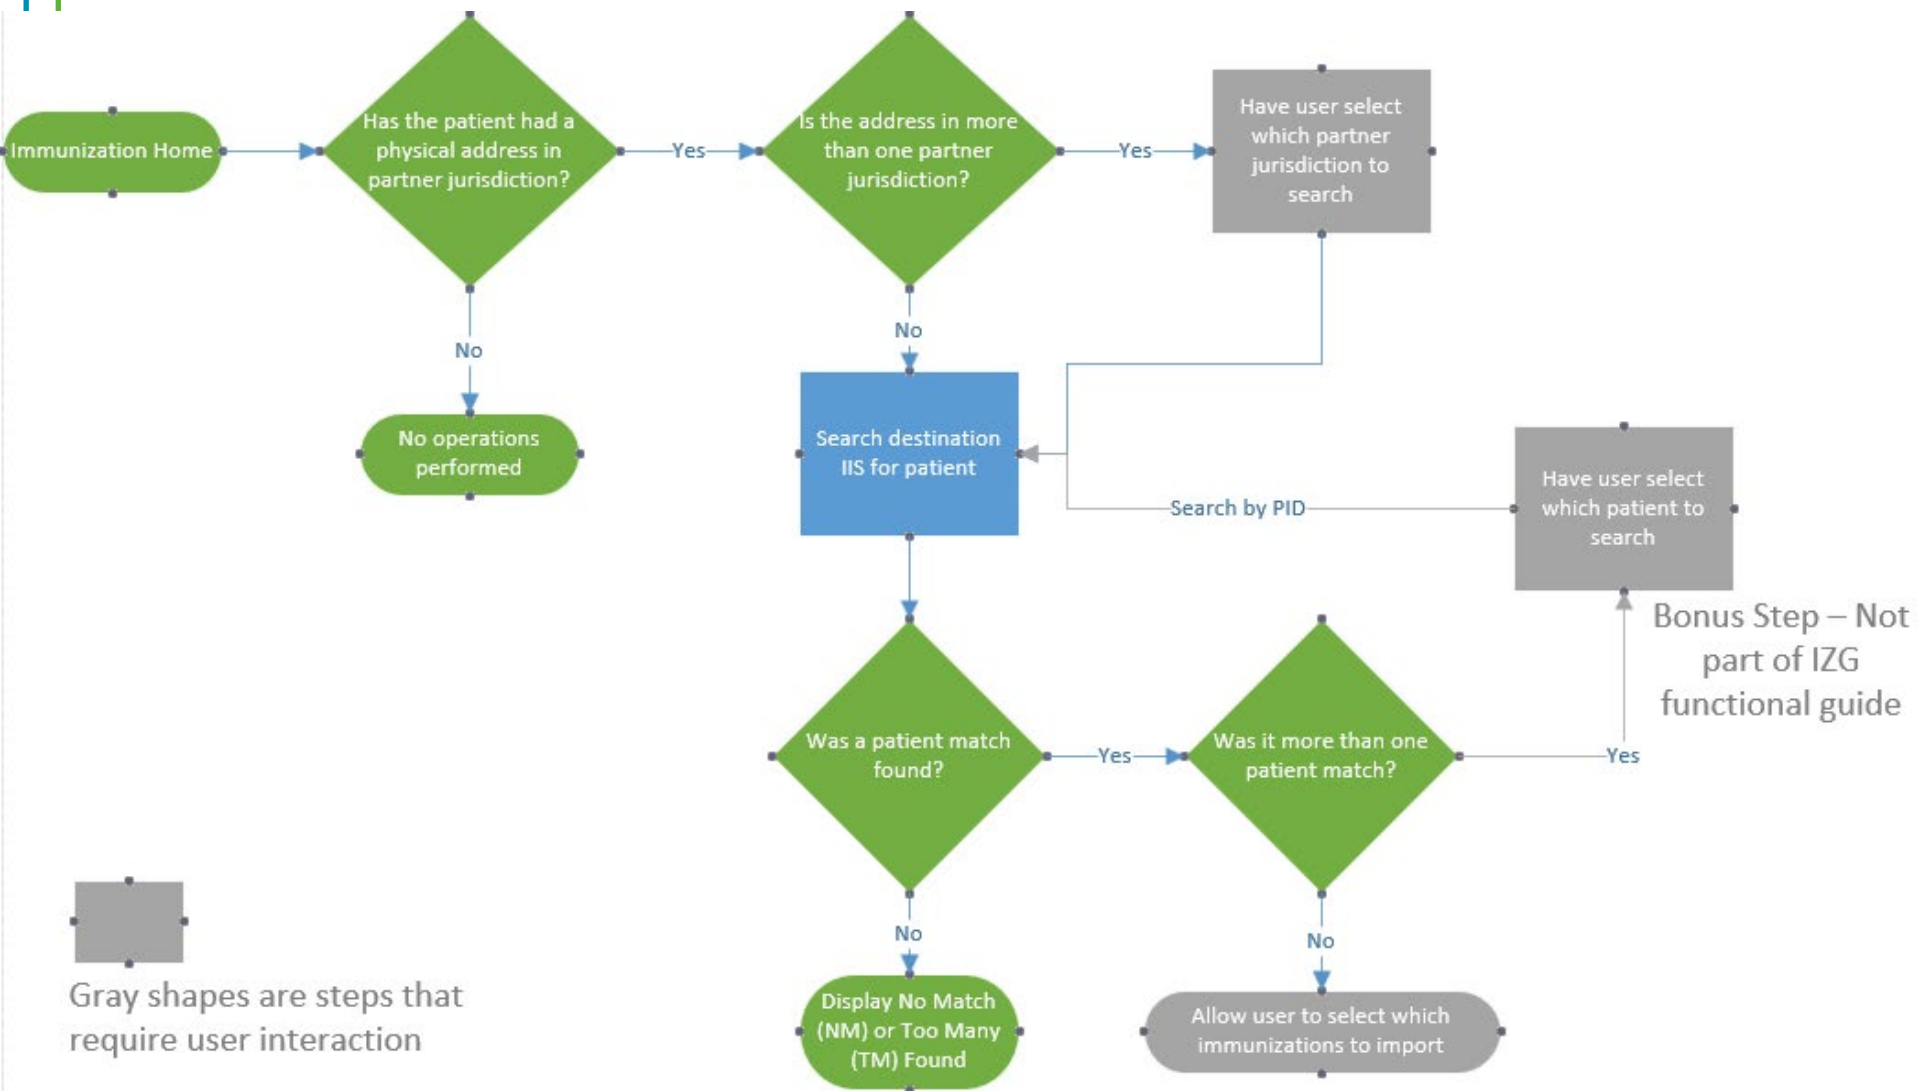 Immunization Home
Has the patient had a
physical address in
partner jurisdiction?
Yes
Is the address in more
than one partner
jurisdiction?
Yes
Have user select
which partner
jurisdiction to
search
No
No
No operations
performed
Search destination
IIS for patient
Search by PID
Have user select
which patient to
search
Bonus Step – Not
part of IZG
functional guide
Was a patient match
found?
Yes
Was it more than one
patient match?
Yes
No
No
Display No Match
(NM) or Too Many
(TM) Found
Allow user to select which
immunizations to import
Gray shapes are steps that
require user interaction